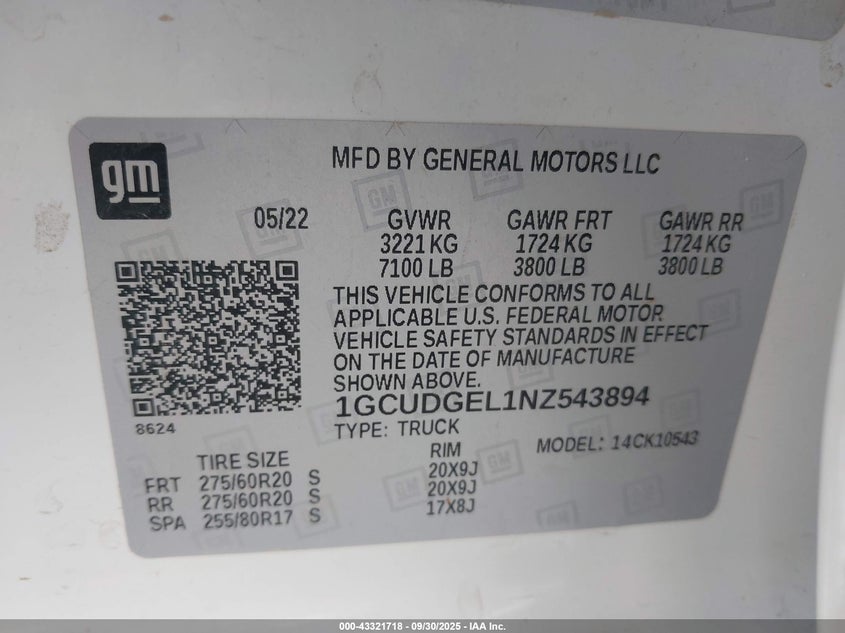 gm
MFD BY GENERAL MOTORS LLC
05/22 GVWR GAWR FRT GAWR RR
3221 KG 1724 KG 1724 KG
7100 LB 3800 LB 3800 LB
THIS VEHICLE CONFORMS TO ALL
APPLICABLE U.S. FEDERAL MOTOR
VEHICLE SAFETY STANDARDS IN EFFECT
ON THE DATE OF MANUFACTURE
SHOWN ABOVE.
1GCUDGEL1NZ543894
8624
TYPE: TRUCK MODEL: 14CK10543
TIRE SIZE RIM
FRT 275/60R20 S 20X9J
RR 275/60R20 S 20X9J
SPA 255/80R17 S 17X8J
000-43321718 - 09/30/2025 - IAA Inc.